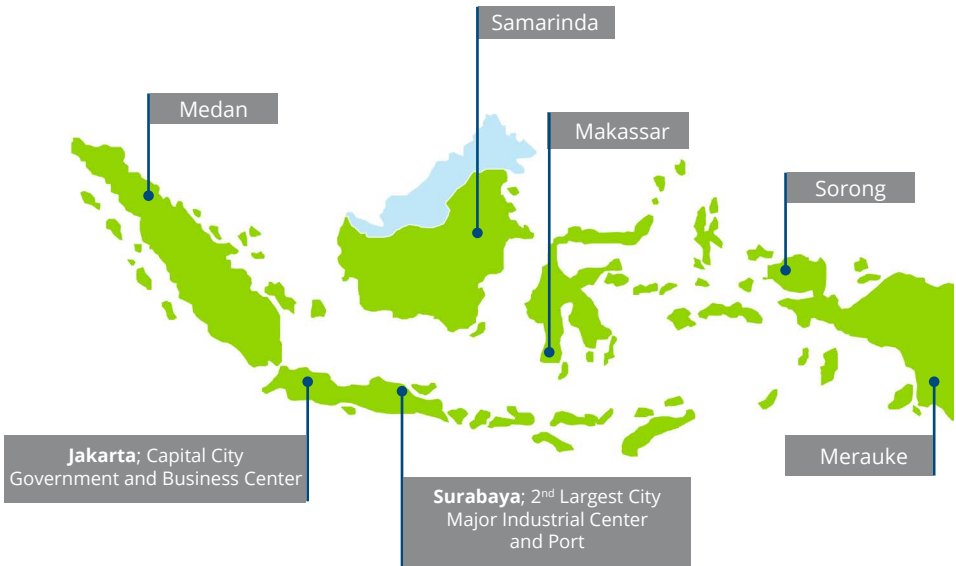 Samarinda
Medan
Makassar
Sorong
Jakarta; Capital City
Government and Business Center
Merauke
Surabaya; 2nd Largest City
Major Industrial Center
and Port